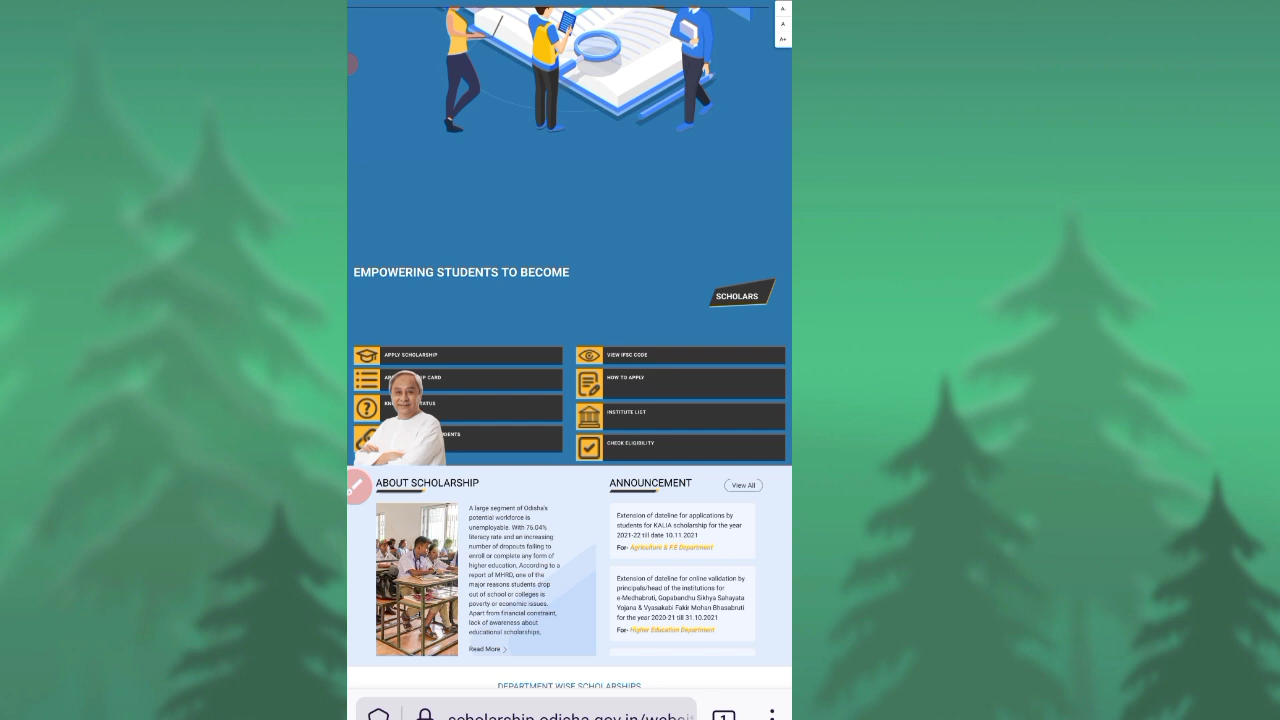 A-
A
A+
EMPOWERING STUDENTS TO BECOME
SCHOLARS
APPLY SCHOLARSHIP
VIEW IFSC CODE
CARD
HOW TO APPLY
INSTITUTE LIST
CHECK ELIGIBILITY
ABOUT SCHOLARSHIP
A large segment of Odisha's
potential workforce is
unemployable. With 76.04%
literacy rate and an increasing
number of dropouts failing to
enroll or complete any form of
higher education, According to a
report of MHRD, one of the
major reasons students drop
out of school or colleges is
poverty or economic issues.
Apart from financial constraint,
lack of awareness about
educational scholarships,
Read More
ANNOUNCEMENT
View All
Extension of dateline for applications by
students for KALIA scholarship for the year
2021-22 till date 10.11.2021
For- Agriculture & F.E Department
Extension of dateline for online validation by
principals/head of the institutions for
e-Medhabruti, Gopabandhu Sikhya Sahayata
Yojana & Vyasakabi Fakir Mohan Bhasabruti
for the year 2020-21 till 31.10.2021
For- Higher Education Department
DEPARTMENT WISE SCHOLARSHIPS
scholarship.odisha.gov.in/websit
1